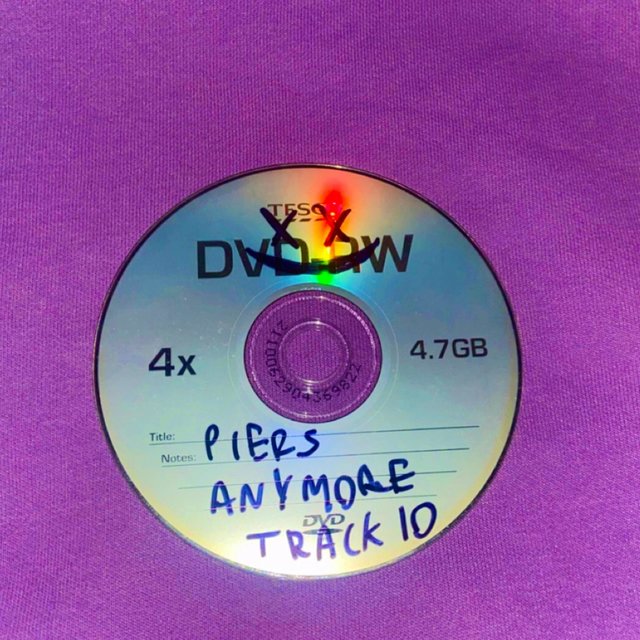 TESCO
X X
DVD-RW
4x
4.7GB
Title: PIERS
Notes:
ANYMORE
DVD
TRACK 10